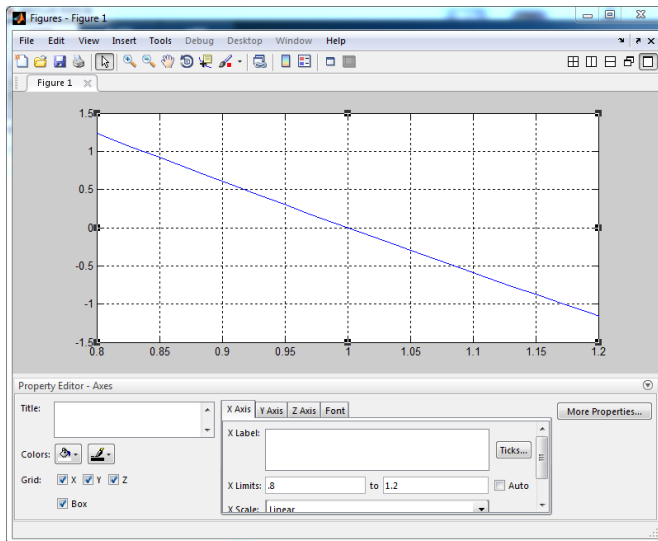 Figures - Figure 1
File Edit View Insert Tools Debug Desktop Window Help
Figure 1
1.5
1
0.5
0
-0.5
-1
-1.5
0.8 0.85 0.9 0.95 1 1.05 1.1 1.15 1.2
Property Editor - Axes
Title:
X Axis Y Axis Z Axis Font
More Properties...
X Label:
Colors:
Ticks...
Grid: X Y Z
X Limits: .8 to 1.2 Auto
Box
X Scale: Linear